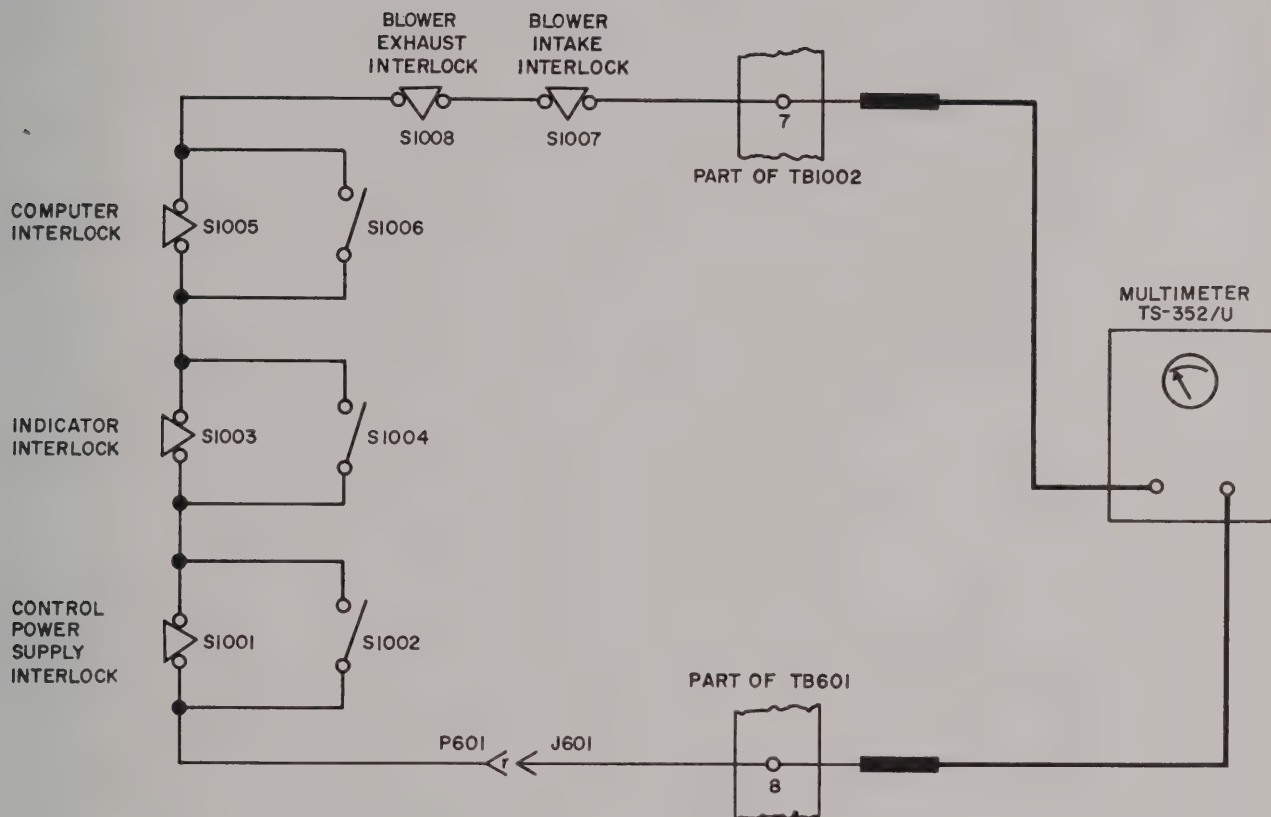 BLOWER
EXHAUST
INTERLOCK
BLOWER
INTAKE
INTERLOCK
S1008
S1007
7
PART OF TB1002
COMPUTER
INTERLOCK
S1005
S1006
MULTIMETER
TS-352/U
INDICATOR
INTERLOCK
S1003
S1004
CONTROL
POWER
SUPPLY
INTERLOCK
S1001
S1002
PART OF TB601
P601
r
J601
8